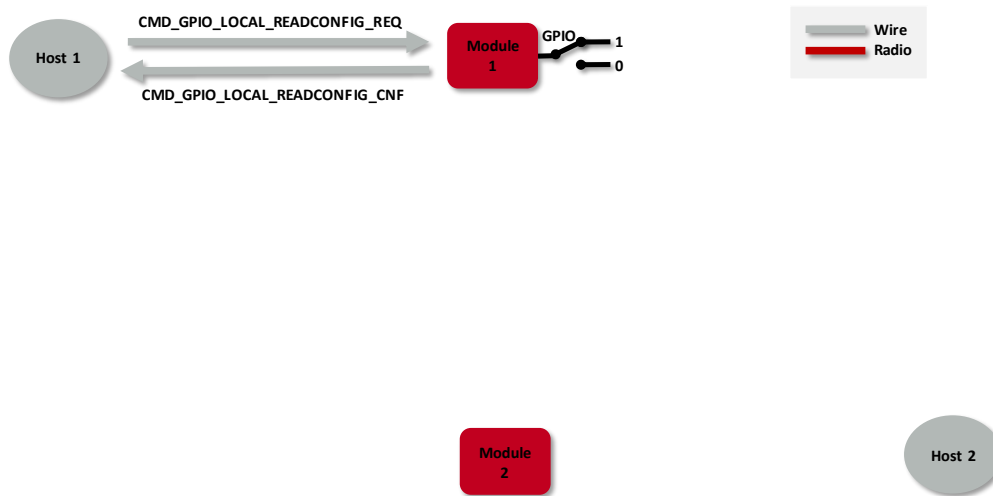 CMD_GPIO_LOCAL_READCONFIG_REQ
Host 1
Module
1
GPIO
1
0
Wire
Radio
CMD_GPIO_LOCAL_READCONFIG_CNF
Module
2
Host 2